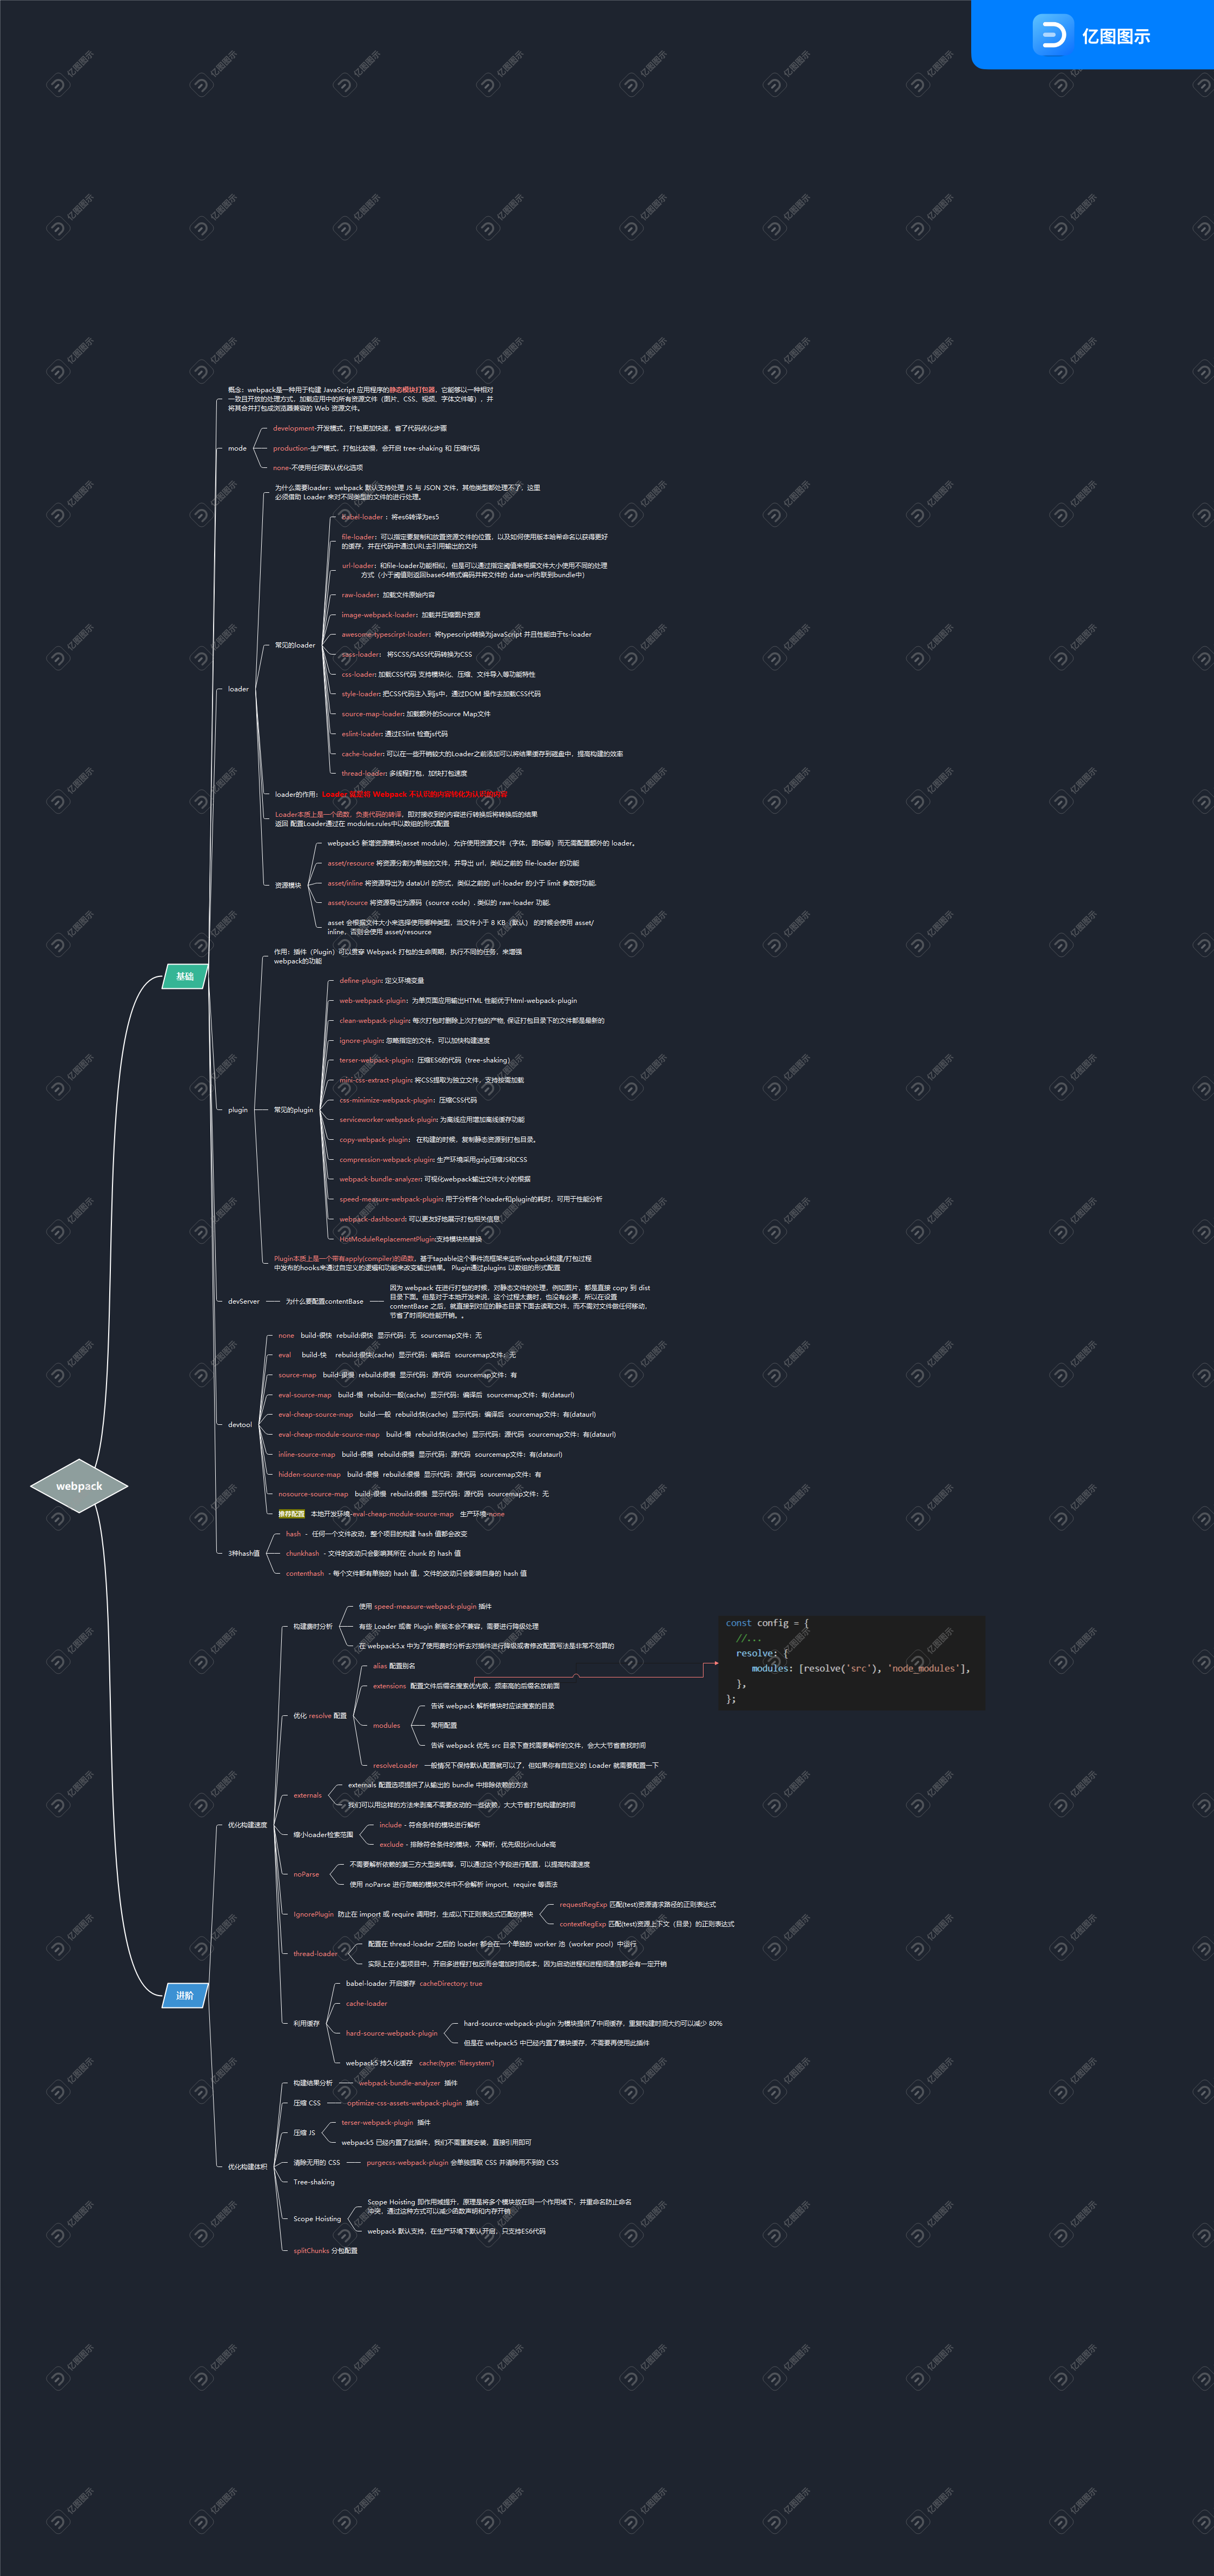 亿图图示
概念：webpack是一种用于构建 JavaScript 应用程序的静态模块打包器，它能够以一种相对
一致且开放的处理方式，加载应用中的所有资源文件（图片、CSS、视频、字体文件等），并
将其合并打包成浏览器兼容的 Web 资源文件。
mode
development-开发模式，打包更加快速，省了代码优化步骤
production-生产模式，打包比较慢，会开启 tree-shaking 和 压缩代码
none-不使用任何默认优化选项
loader
为什么需要loader：webpack 默认支持处理 JS 与 JSON 文件，其他类型都处理不了，这里
必须借助 Loader 来对不同类型的文件的进行处理。
常见的loader
babel-loader ：将es6转译为es5
file-loader：可以指定要复制和放置资源文件的位置，以及如何使用版本哈希命名以获得更好
的缓存，并在代码中通过URL去引用输出的文件
url-loader：和file-loader功能相似，但是可以通过指定阈值来根据文件大小使用不同的处理
方式（小于阈值则返回base64格式编码并将文件的 data-url内联到bundle中）
raw-loader：加载文件原始内容
image-webpack-loader：加载并压缩图片资源
awesome-typescirpt-loader：将typescript转换为javaScript 并且性能由于ts-loader
sass-loader： 将SCSS/SASS代码转换为CSS
css-loader: 加载CSS代码 支持模块化、压缩、文件导入等功能特性
style-loader: 把CSS代码注入到js中，通过DOM 操作去加载CSS代码
source-map-loader: 加载额外的Source Map文件
eslint-loader: 通过ESlint 检查js代码
cache-loader: 可以在一些开销较大的Loader之前添加可以将结果缓存到磁盘中，提高构建的效率
thread-loader: 多线程打包，加快打包速度
loader的作用：Loader 就是将 Webpack 不认识的内容转化为认识的内容
Loader本质上是一个函数，负责代码的转译，即对接收到的内容进行转换后将转换后的结果
返回 配置Loader通过在 modules.rules中以数组的形式配置
资源模块
webpack5 新增资源模块(asset module)，允许使用资源文件（字体，图标等）而无需配置额外的 loader。
asset/resource 将资源分割为单独的文件，并导出 url，类似之前的 file-loader 的功能
asset/inline 将资源导出为 dataUrl 的形式，类似之前的 url-loader 的小于 limit 参数时功能.
asset/source 将资源导出为源码（source code）. 类似的 raw-loader 功能.
asset 会根据文件大小来选择使用哪种类型，当文件小于 8 KB（默认） 的时候会使用 asset/
inline，否则会使用 asset/resource
基础
plugin
作用：插件（Plugin）可以贯穿 Webpack 打包的生命周期，执行不同的任务，来增强
webpack的功能
常见的plugin
define-plugin: 定义环境变量
web-webpack-plugin：为单页面应用输出HTML 性能优于html-webpack-plugin
clean-webpack-plugin: 每次打包时删除上次打包的产物, 保证打包目录下的文件都是最新的
ignore-plugin: 忽略指定的文件，可以加快构建速度
terser-webpack-plugin：压缩ES6的代码（tree-shaking）
mini-css-extract-plugin: 将CSS提取为独立文件，支持按需加载
css-minimize-webpack-plugin：压缩CSS代码
serviceworker-webpack-plugin: 为离线应用增加离线缓存功能
copy-webpack-plugin： 在构建的时候，复制静态资源到打包目录。
compression-webpack-plugin: 生产环境采用gzip压缩JS和CSS
webpack-bundle-analyzer: 可视化webpack输出文件大小的根据
speed-measure-webpack-plugin: 用于分析各个loader和plugin的耗时，可用于性能分析
webpack-dashboard: 可以更友好地展示打包相关信息
HotModuleReplacementPlugin:支持模块热替换
Plugin本质上是一个带有apply(compiler)的函数，基于tapable这个事件流框架来监听webpack构建/打包过程
中发布的hooks来通过自定义的逻辑和功能来改变输出结果。 Plugin通过plugins 以数组的形式配置
devServer
为什么要配置contentBase
因为 webpack 在进行打包的时候，对静态文件的处理，例如图片，都是直接 copy 到 dist
目录下面。但是对于本地开发来说，这个过程太费时，也没有必要，所以在设置
contentBase 之后，就直接到对应的静态目录下面去读取文件，而不需对文件做任何移动，
节省了时间和性能开销。。
devtool
none build-很快 rebuild:很快 显示代码：无 sourcemap文件：无
eval build-快 rebuild:很快(cache) 显示代码：编译后 sourcemap文件：无
source-map build-很慢 rebuild:很慢 显示代码：源代码 sourcemap文件：有
eval-source-map build-慢 rebuild:一般(cache) 显示代码：编译后 sourcemap文件：有(dataurl)
eval-cheap-source-map build-一般 rebuild:快(cache) 显示代码：编译后 sourcemap文件：有(dataurl)
eval-cheap-module-source-map build-慢 rebuild:快(cache) 显示代码：源代码 sourcemap文件：有(dataurl)
inline-source-map build-很慢 rebuild:很慢 显示代码：源代码 sourcemap文件：有(dataurl)
hidden-source-map build-很慢 rebuild:很慢 显示代码：源代码 sourcemap文件：有
nosource-source-map build-很慢 rebuild:很慢 显示代码：源代码 sourcemap文件：无
推荐配置 本地开发环境-eval-cheap-module-source-map 生产环境-none
webpack
3种hash值
hash - 任何一个文件改动，整个项目的构建 hash 值都会改变
chunkhash - 文件的改动只会影响其所在 chunk 的 hash 值
contenthash - 每个文件都有单独的 hash 值，文件的改动只会影响自身的 hash 值
进阶
优化构建速度
构建费时分析
使用 speed-measure-webpack-plugin 插件
有些 Loader 或者 Plugin 新版本会不兼容，需要进行降级处理
在 webpack5.x 中为了使用费时分析去对插件进行降级或者修改配置写法是非常不划算的
优化 resolve 配置
alias 配置别名
extensions 配置文件后缀名搜索优先级，频率高的后缀名放前面
modules
告诉 webpack 解析模块时应该搜索的目录
常用配置
告诉 webpack 优先 src 目录下查找需要解析的文件，会大大节省查找时间
resolveLoader 一般情况下保持默认配置就可以了，但如果你有自定义的 Loader 就需要配置一下
const config = {
//...
resolve: {
modules: [resolve('src'), 'node_modules'],
},
};
externals
externals 配置选项提供了从输出的 bundle 中排除依赖的方法
我们可以用这样的方法来剥离不需要改动的一些依赖，大大节省打包构建的时间
缩小loader检索范围
include - 符合条件的模块进行解析
exclude - 排除符合条件的模块，不解析，优先级比include高
noParse
不需要解析依赖的第三方大型类库等，可以通过这个字段进行配置，以提高构建速度
使用 noParse 进行忽略的模块文件中不会解析 import、require 等语法
IgnorePlugin 防止在 import 或 require 调用时，生成以下正则表达式匹配的模块
requestRegExp 匹配(test)资源请求路径的正则表达式
contextRegExp 匹配(test)资源上下文（目录）的正则表达式
thread-loader
配置在 thread-loader 之后的 loader 都会在一个单独的 worker 池（worker pool）中运行
实际上在小型项目中，开启多进程打包反而会增加时间成本，因为启动进程和进程间通信都会有一定开销
利用缓存
babel-loader 开启缓存 cacheDirectory: true
cache-loader
hard-source-webpack-plugin
hard-source-webpack-plugin 为模块提供了中间缓存，重复构建时间大约可以减少 80%
但是在 webpack5 中已经内置了模块缓存，不需要再使用此插件
webpack5 持久化缓存 cache:{type: 'filesystem'}
优化构建体积
构建结果分析
webpack-bundle-analyzer 插件
压缩 CSS
optimize-css-assets-webpack-plugin 插件
压缩 JS
terser-webpack-plugin 插件
webpack5 已经内置了此插件，我们不需重复安装，直接引用即可
清除无用的 CSS
purgecss-webpack-plugin 会单独提取 CSS 并清除用不到的 CSS
Tree-shaking
Scope Hoisting
Scope Hoisting 即作用域提升，原理是将多个模块放在同一个作用域下，并重命名防止命名
冲突，通过这种方式可以减少函数声明和内存开销
webpack 默认支持，在生产环境下默认开启，只支持ES6代码
splitChunks 分包配置